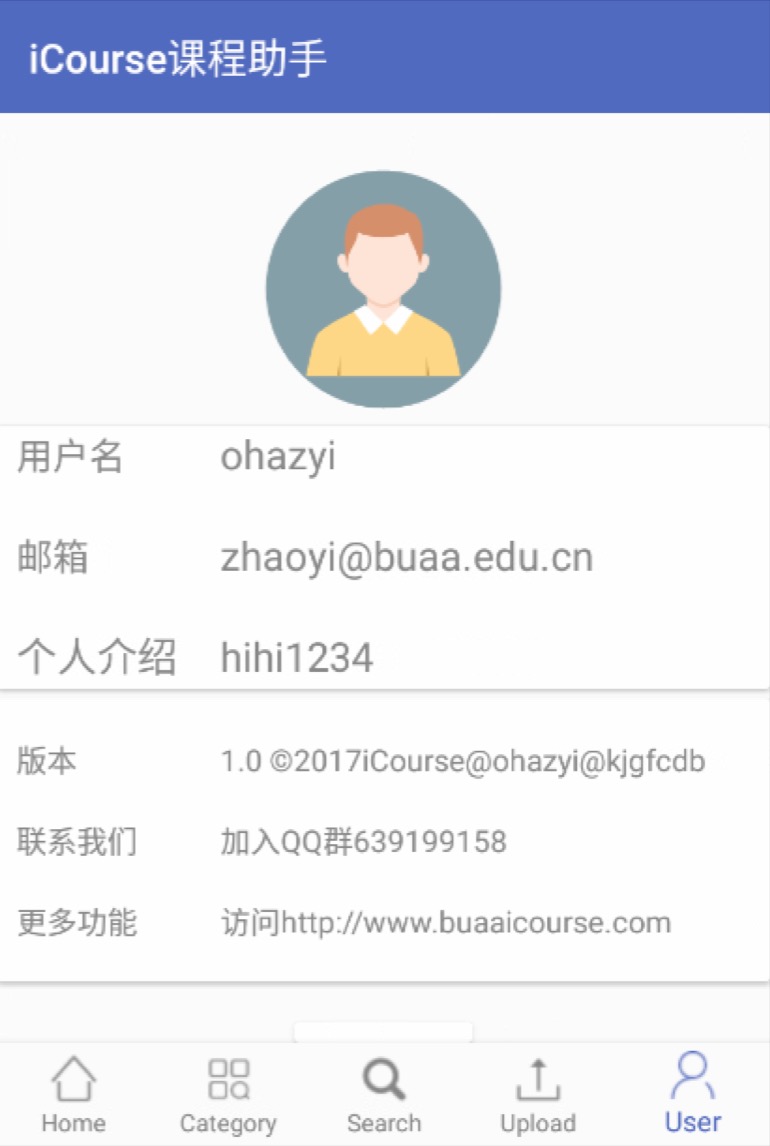 iCourse课程助手
用户名 ohazyi
邮箱 zhaoyi@buaa.edu.cn
个人介绍 hihi1234
版本 1.0 ©2017iCourse@ohazyi@kjgfcdb
联系我们 加入QQ群639199158
更多功能 访问http://www.buaaicourse.com
Home Category Search Upload User